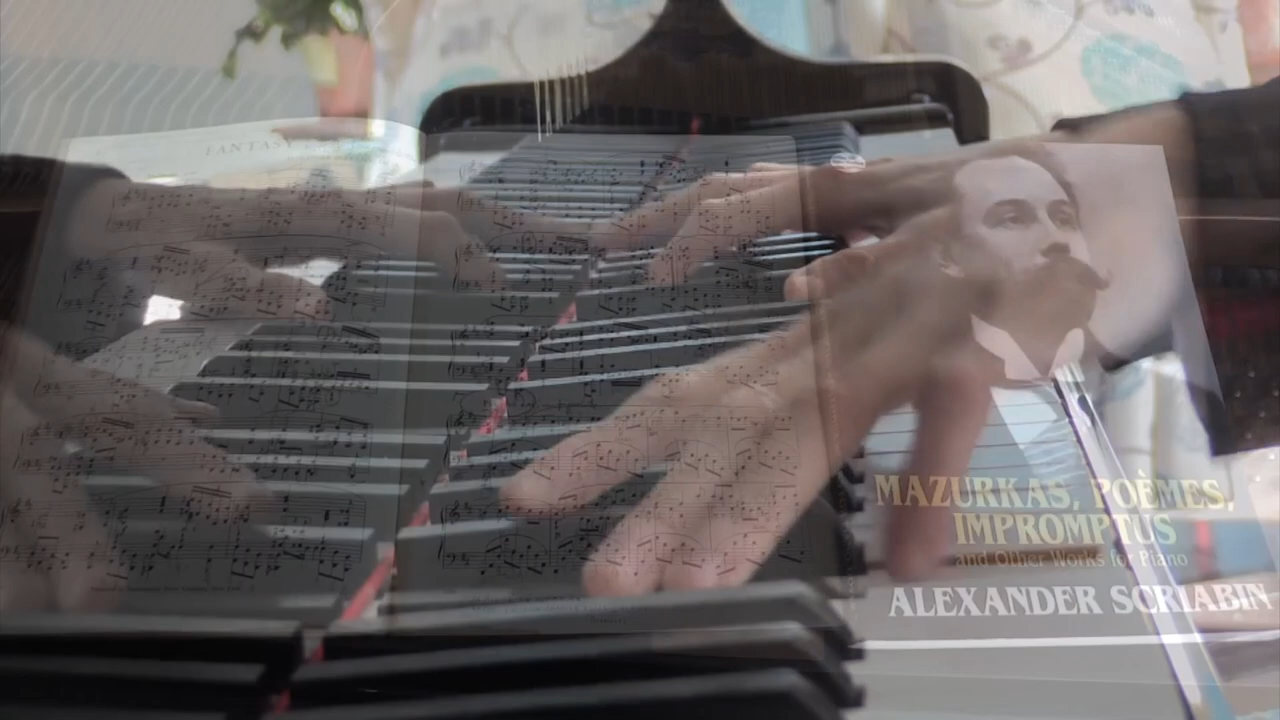 FANTASY
MAZURKAS, POÈMES,
IMPROMPTUS
and Other Works for Piano
ALEXANDER SCRIABIN